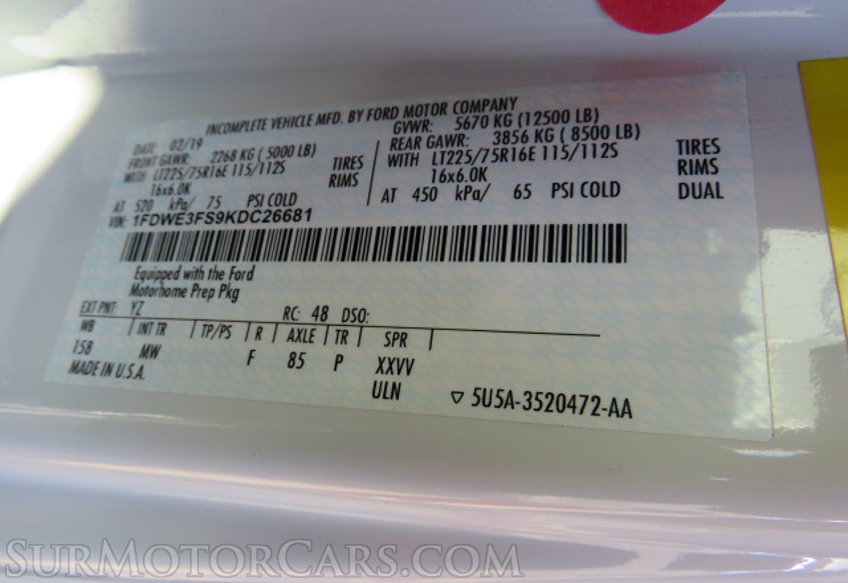 INCOMPLETE VEHICLE MFD. BY FORD MOTOR COMPANY
DATE: 02/19 GVWR: 5670 KG (12500 LB)
FRONT GAWR: 2268 KG ( 5000 LB) REAR GAWR: 3856 KG ( 8500 LB)
WITH LT225/75R16E 115/112S TIRES WITH LT225/75R16E 115/112S TIRES
16x6.0K RIMS 16x6.0K RIMS
AT 520 kPa/ 75 PSI COLD AT 450 kPa/ 65 PSI COLD DUAL
VIN: 1FDWE3FS9KDC26681
Equipped with the Ford
Motorhome Prep Pkg
EXT PNT: YZ RC: 48 DSO:
WB INT TR TP/PS R AXLE TR SPR
158 MW F 85 P XXVV
MADE IN U.S.A. ULN ▽ 5U5A-3520472-AA
SURMOTORCARS.COM